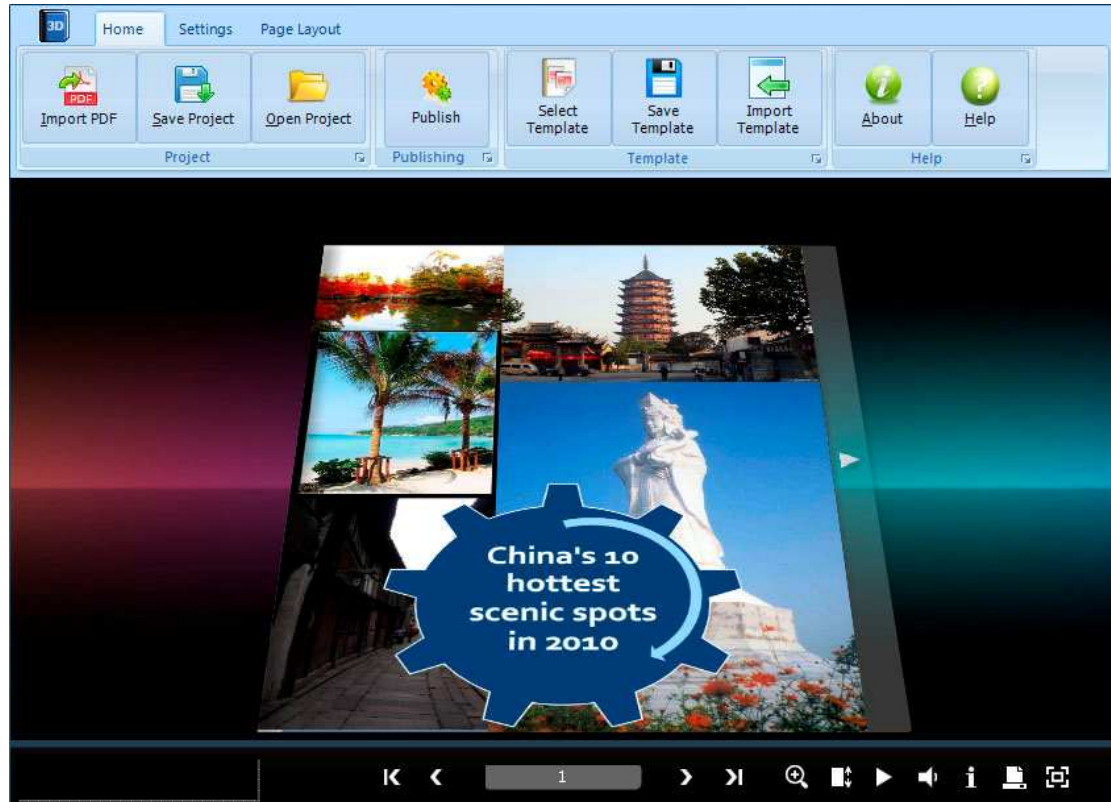 3D
Home Settings Page Layout
PDF
Import PDF
Save Project
Open Project
Publish
Select
Template
Save
Template
Import
Template
About
Help
Project
Publishing
Template
Help
China's 10
hottest
scenic spots
in 2010
1